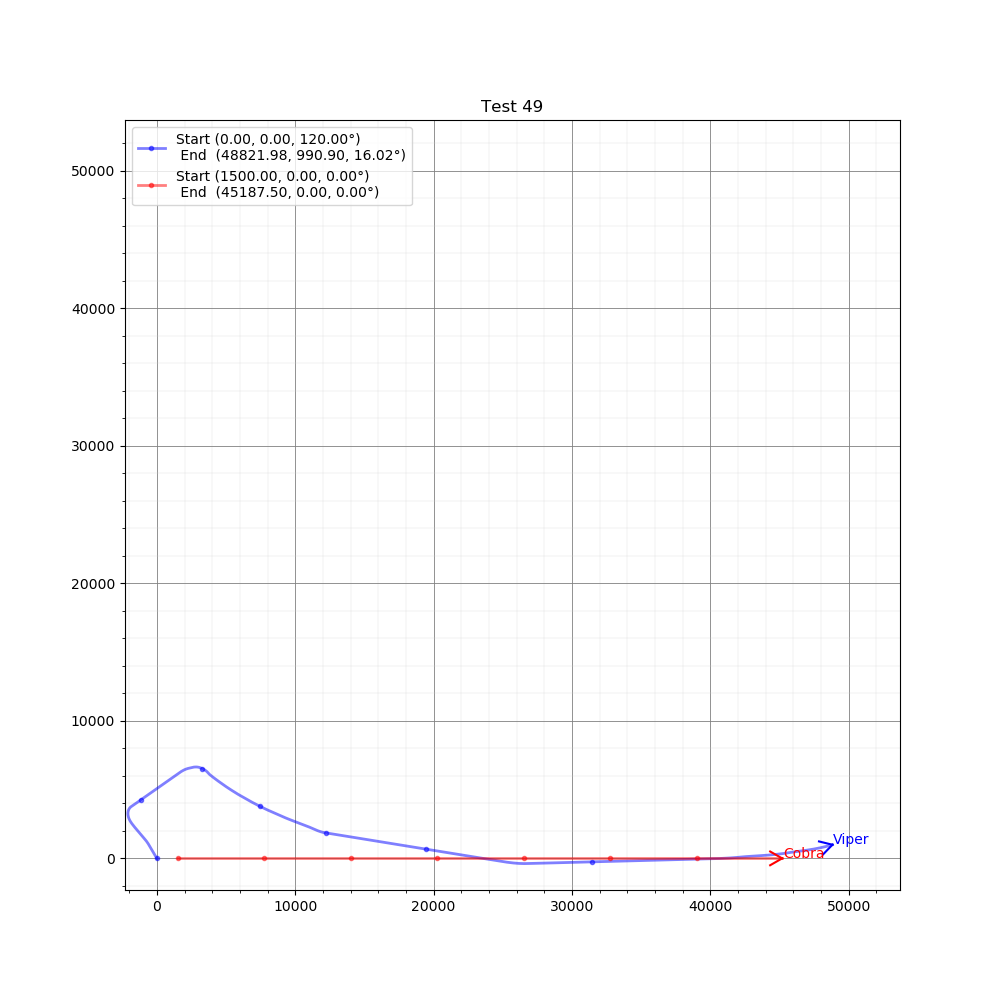 Test 49
Start (0.00, 0.00, 120.00°)
End (48821.98, 990.90, 16.02°)
Start (1500.00, 0.00, 0.00°)
End (45187.50, 0.00, 0.00°)
50000
40000
30000
20000
10000
0
Viper
Cobra
0 10000 20000 30000 40000 50000